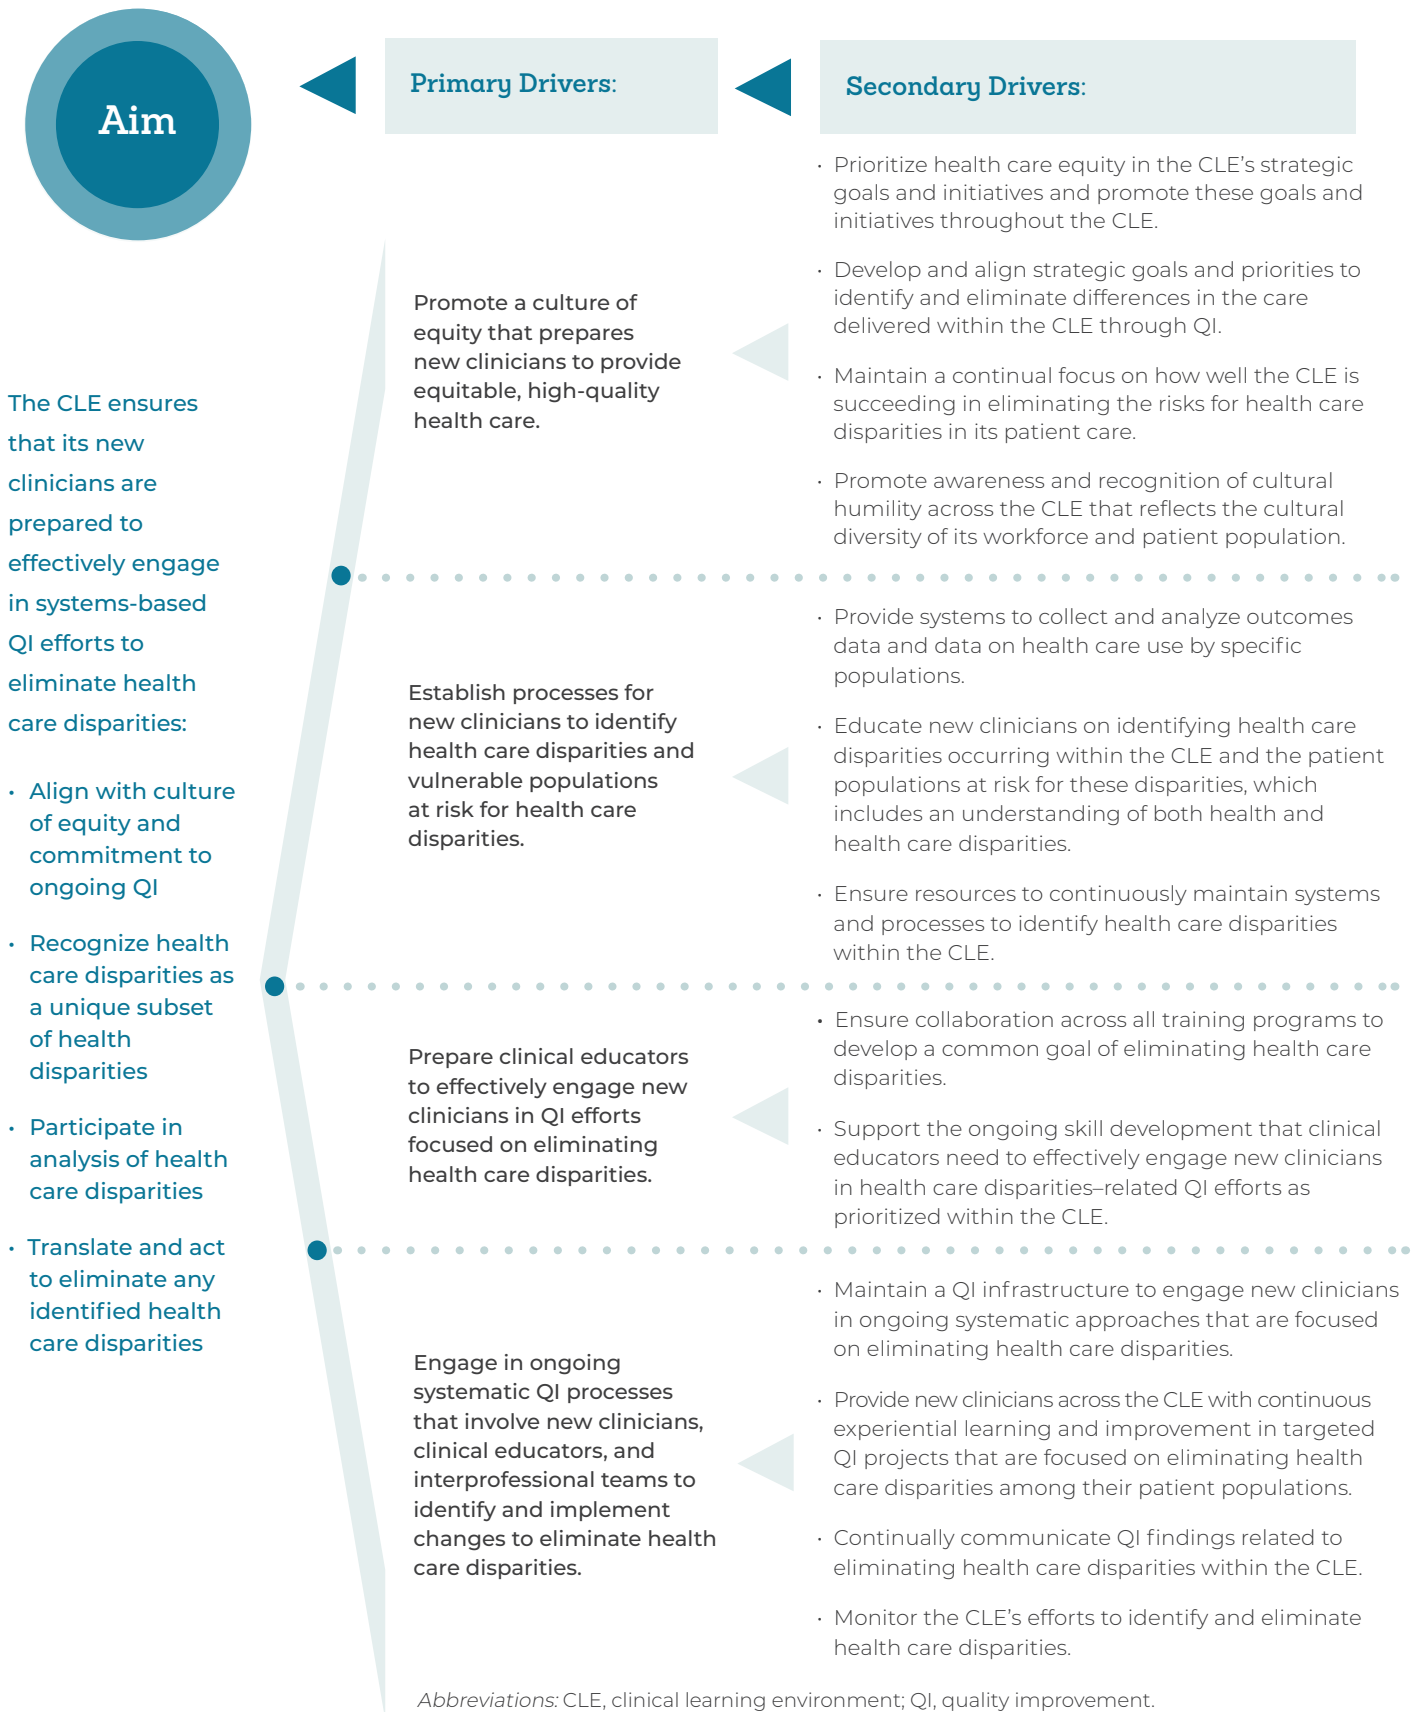 Aim
Primary Drivers:
Secondary Drivers:
The CLE ensures
that its new
clinicians are
prepared to
effectively engage
in systems-based
QI efforts to
eliminate health
care disparities:
· Align with culture
of equity and
commitment to
ongoing QI
· Recognize health
care disparities as
a unique subset
of health
disparities
· Participate in
analysis of health
care disparities
· Translate and act
to eliminate any
identified health
care disparities
Promote a culture of
equity that prepares
new clinicians to provide
equitable, high-quality
health care.
· Prioritize health care equity in the CLE’s strategic
goals and initiatives and promote these goals and
initiatives throughout the CLE.
· Develop and align strategic goals and priorities to
identify and eliminate differences in the care
delivered within the CLE through QI.
· Maintain a continual focus on how well the CLE is
succeeding in eliminating the risks for health care
disparities in its patient care.
· Promote awareness and recognition of cultural
humility across the CLE that reflects the cultural
diversity of its workforce and patient population.
Establish processes for
new clinicians to identify
health care disparities and
vulnerable populations
at risk for health care
disparities.
· Provide systems to collect and analyze outcomes
data and data on health care use by specific
populations.
· Educate new clinicians on identifying health care
disparities occurring within the CLE and the patient
populations at risk for these disparities, which
includes an understanding of both health and
health care disparities.
· Ensure resources to continuously maintain systems
and processes to identify health care disparities
within the CLE.
Prepare clinical educators
to effectively engage new
clinicians in QI efforts
focused on eliminating
health care disparities.
· Ensure collaboration across all training programs to
develop a common goal of eliminating health care
disparities.
· Support the ongoing skill development that clinical
educators need to effectively engage new clinicians
in health care disparities–related QI efforts as
prioritized within the CLE.
Engage in ongoing
systematic QI processes
that involve new clinicians,
clinical educators, and
interprofessional teams to
identify and implement
changes to eliminate health
care disparities.
· Maintain a QI infrastructure to engage new clinicians
in ongoing systematic approaches that are focused
on eliminating health care disparities.
· Provide new clinicians across the CLE with continuous
experiential learning and improvement in targeted
QI projects that are focused on eliminating health
care disparities among their patient populations.
· Continually communicate QI findings related to
eliminating health care disparities within the CLE.
· Monitor the CLE’s efforts to identify and eliminate
health care disparities.
Abbreviations: CLE, clinical learning environment; QI, quality improvement.